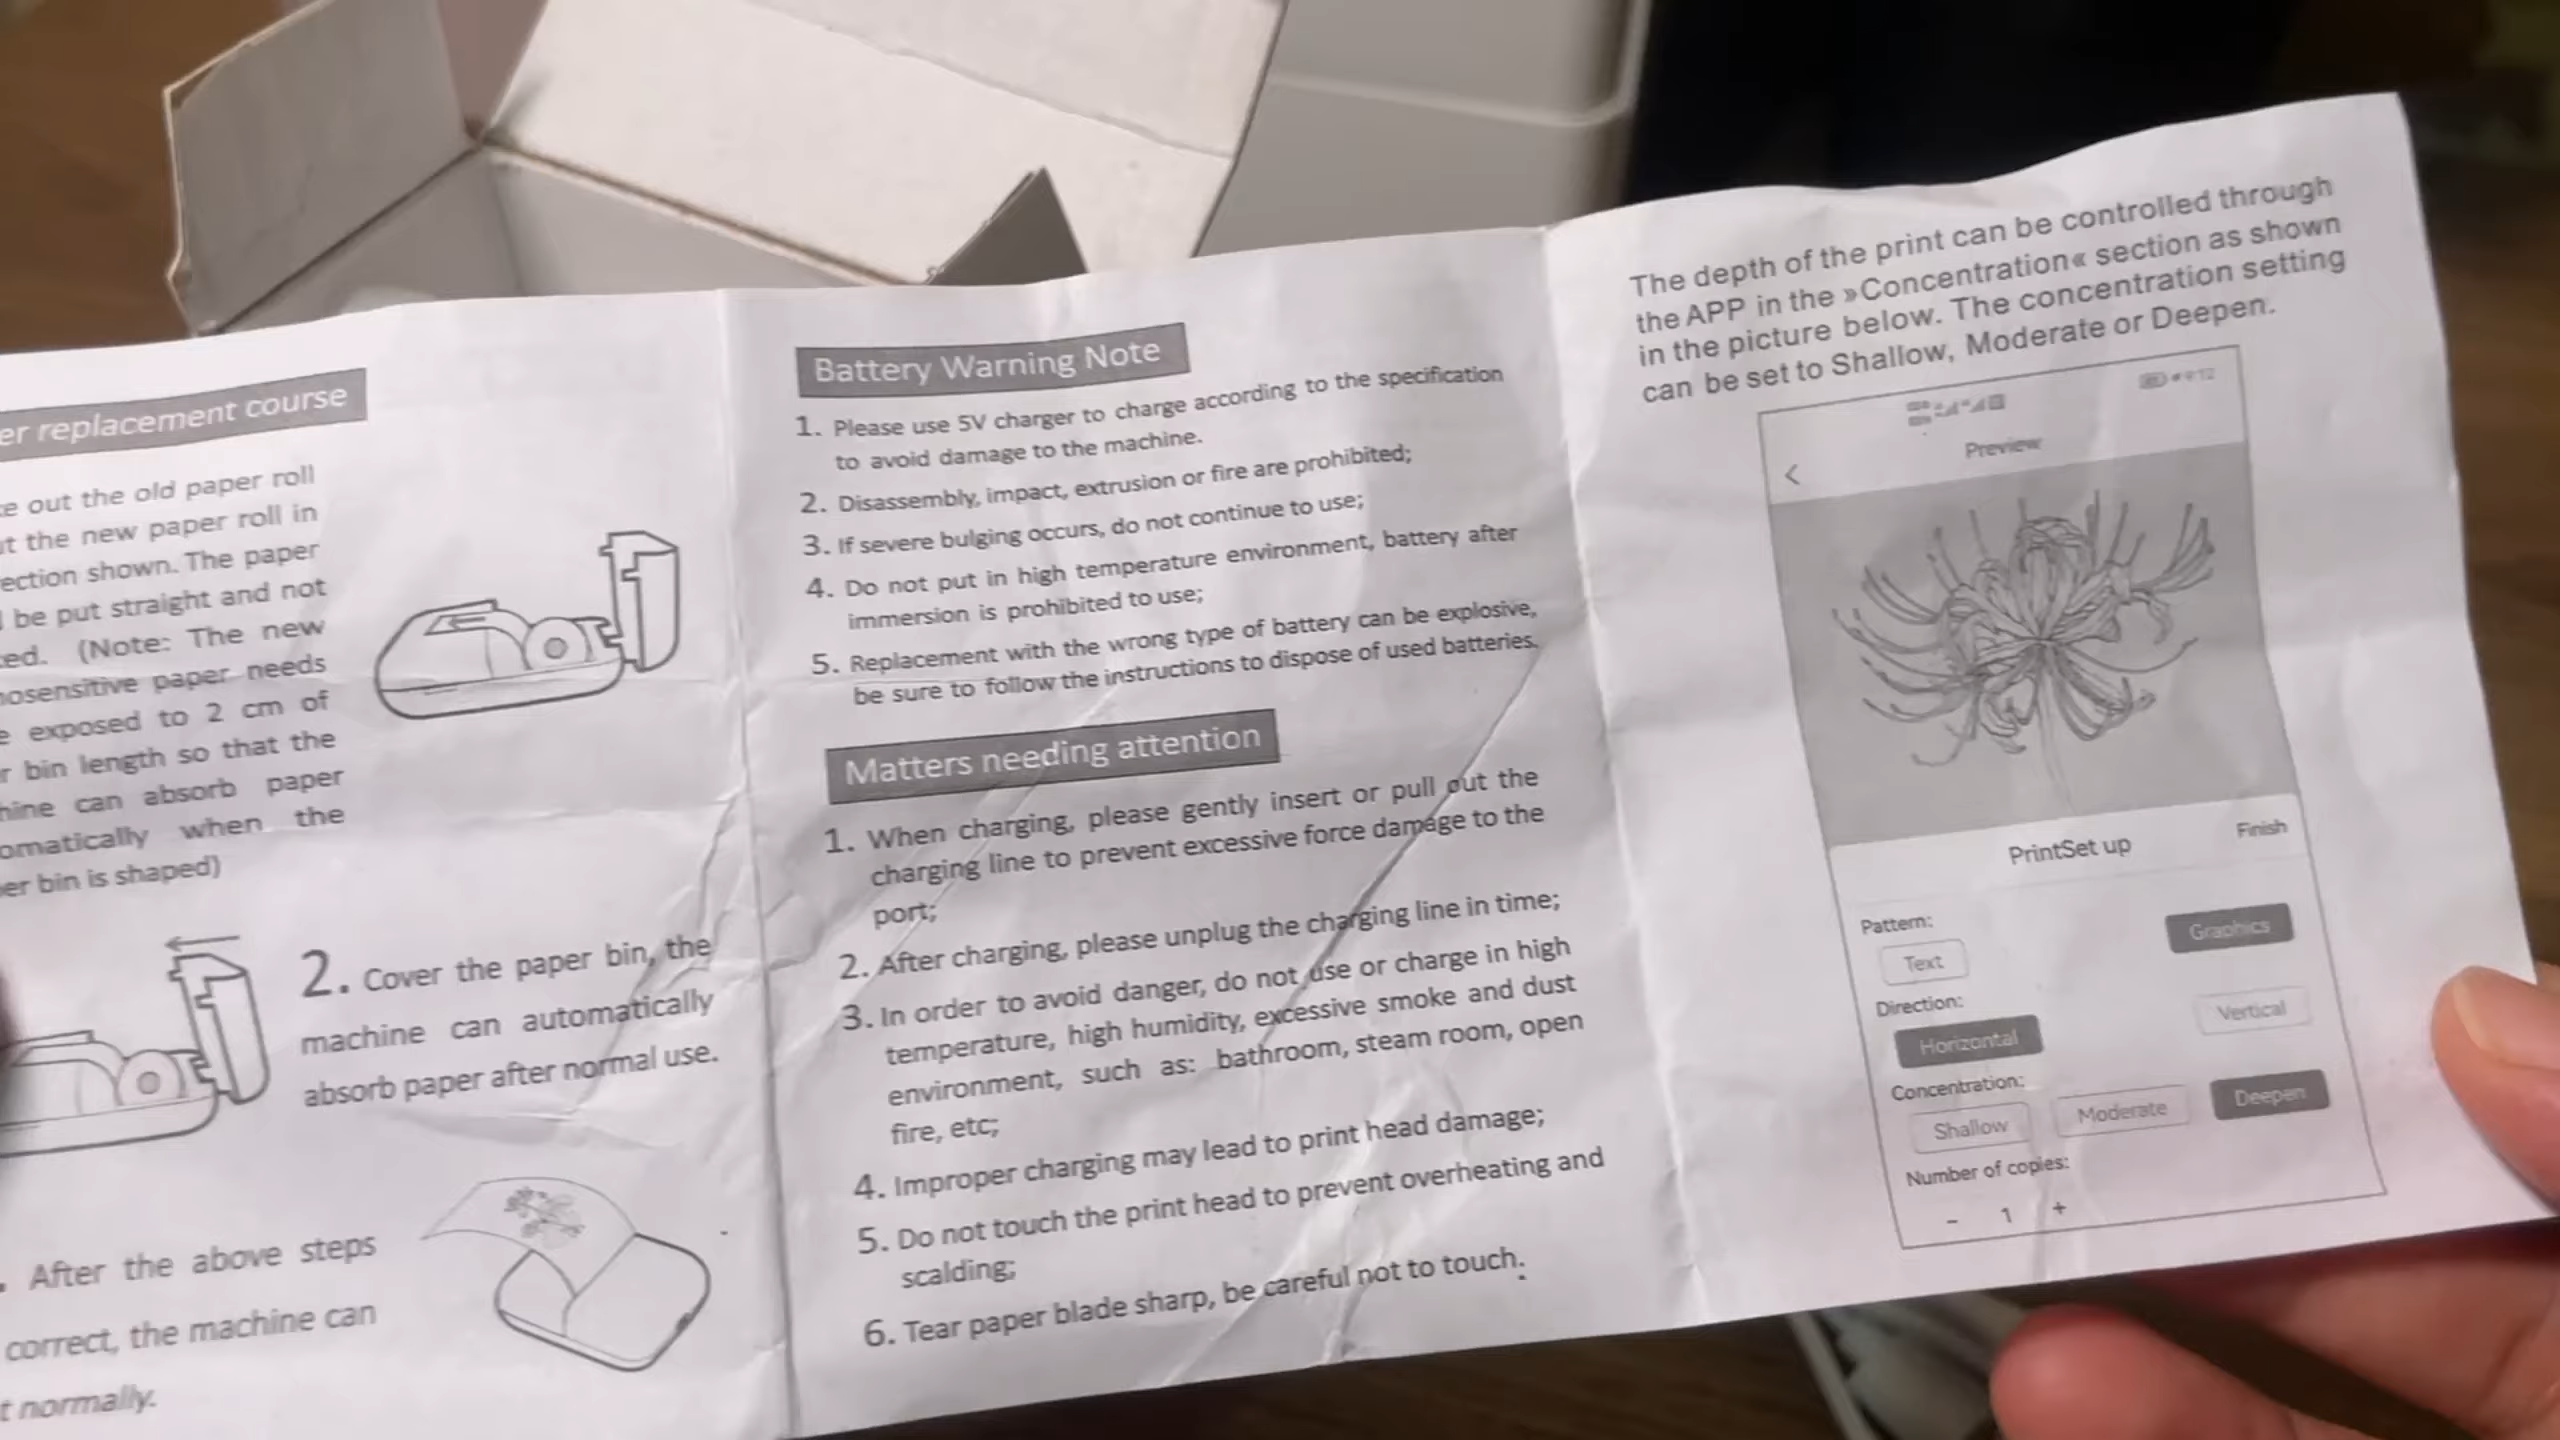 replacement course
out the old paper roll
the new paper roll in
shown. The paper
be put straight and not
(Note: The new
paper needs
exposed to 2 cm of
bin length so that the
can absorb paper
when the
bin is shaped)
2. Cover the paper bin, the
machine can automatically
absorb paper after normal use.
After the above steps
correct, the machine can
normally.
Battery Warning Note
1. Please use 5V charger to charge according to the specification
to avoid damage to the machine.
2. Disassembly, impact, extrusion or fire are prohibited;
3. If severe bulging occurs, do not continue to use;
4. Do not put in high temperature environment, battery after
immersion is prohibited to use;
5. Replacement with the wrong type of battery can be explosive,
be sure to follow the instructions to dispose of used batteries.
Matters needing attention
1. When charging, please gently insert or pull out the
charging line to prevent excessive force damage to the
port;
2. After charging, please unplug the charging line in time;
3. In order to avoid danger, do not use or charge in high
temperature, high humidity, excessive smoke and dust
environment, such as: bathroom, steam room, open
fire, etc;
4. Improper charging may lead to print head damage;
5. Do not touch the print head to prevent overheating and
scalding;
6. Tear paper blade sharp, be careful not to touch.
The depth of the print can be controlled through
the APP in the »Concentration« section as shown
in the picture below. The concentration setting
can be set to Shallow, Moderate or Deepen.
Preview
PrintSet up Finish
Pattern:
Text Graphics
Direction:
Horizontal Vertical
Concentration:
Shallow Moderate Deepen
Number of copies:
- 1 +